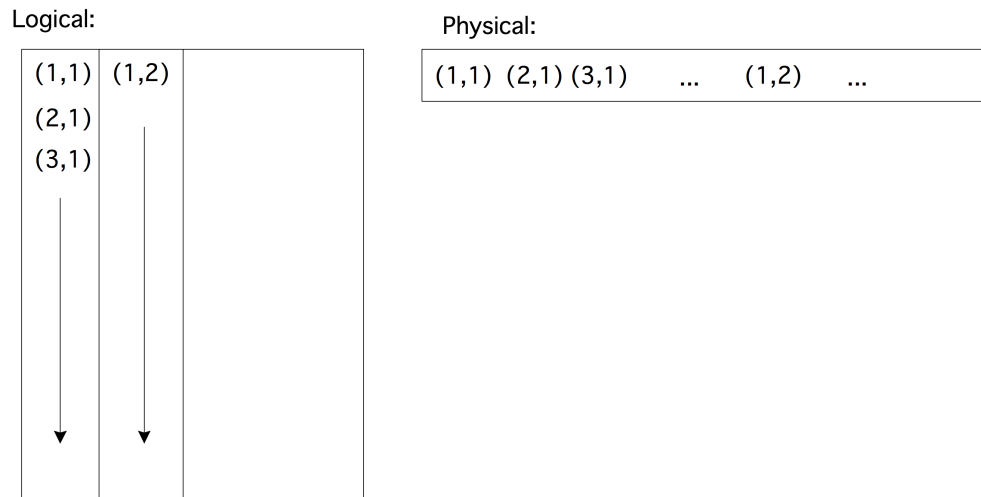 Logical:
(1,1) (1,2)
(2,1)
(3,1)
Physical:
(1,1) (2,1) (3,1) ... (1,2) ...